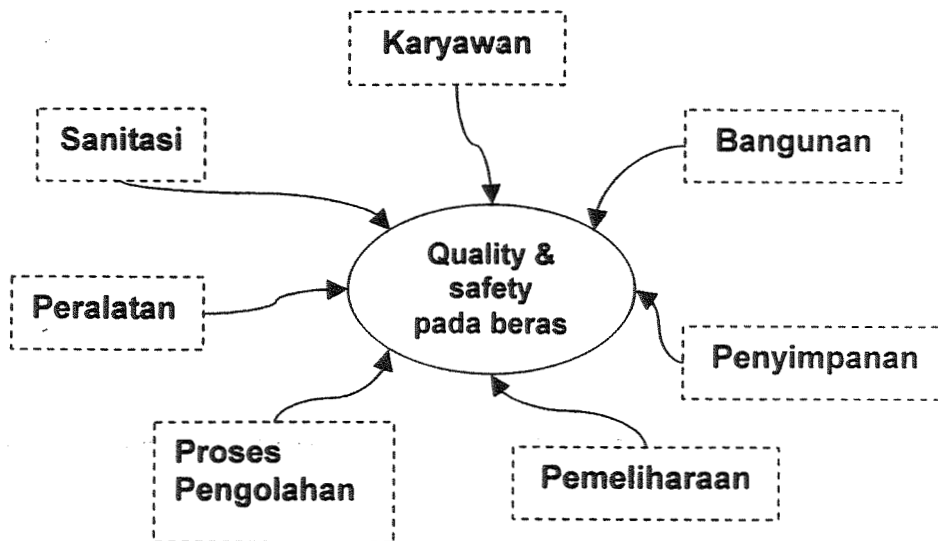 Karyawan
Sanitasi
Bangunan
Quality &
safety
pada beras
Peralatan
Penyimpanan
Proses
Pengolahan
Pemeliharaan